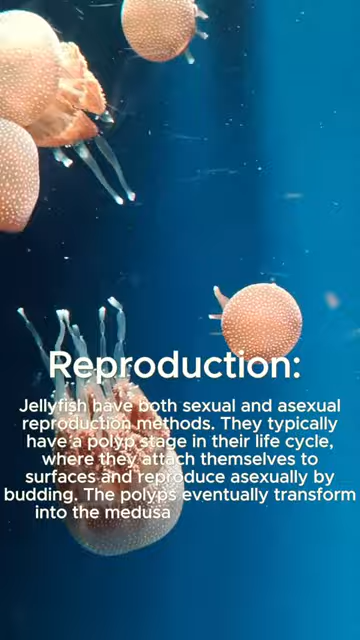 Reproduction:
Jellyfish have both sexual and asexual
reproduction methods. They typically
have a polyp stage in their life cycle,
where they attach themselves to
surfaces and reproduce asexually by
budding. The polyps eventually transform
into the medusa